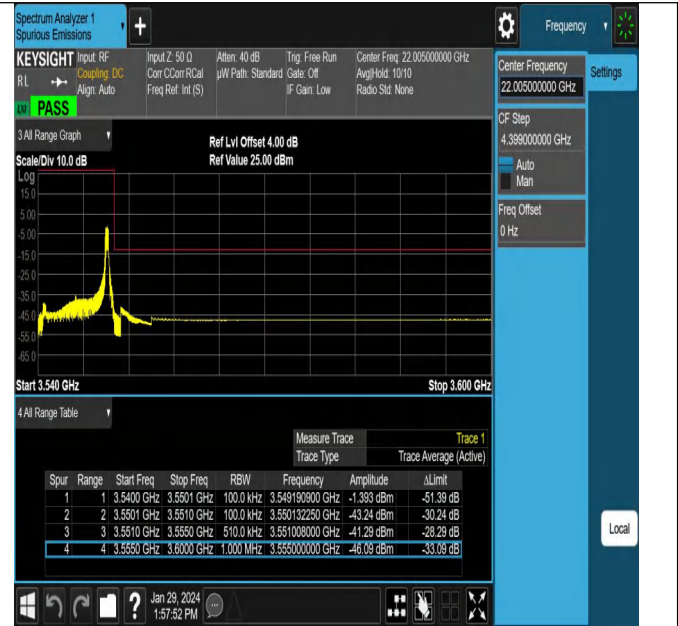 Spectrum Analyzer 1
Spurious Emissions
Frequency
KEYSIGHT
RL
LXI
PASS
Input: RF
Coupling: DC
Align: Auto
Input Z: 50 Ω
Corr CCorr RCal
Freq Ref: Int (S)
Atten: 40 dB
µW Path: Standard
Trig: Free Run
Gate: Off
IF Gain: Low
Center Freq: 22.005000000 GHz
Avg|Hold: 10/10
Radio Std: None
Center Frequency
22.005000000 GHz
Settings
CF Step
4.399000000 GHz
Auto
Man
Freq Offset
0 Hz
3 All Range Graph
Scale/Div 10.0 dB
Ref Lvl Offset 4.00 dB
Ref Value 25.00 dBm
Log
15.0
5.00
-5.00
-15.0
-25.0
-35.0
-45.0
-55.0
-65.0
Start 3.540 GHz
Stop 3.600 GHz
4 All Range Table
Measure Trace Trace 1
Trace Type Trace Average (Active)
Spur Range Start Freq Stop Freq RBW Frequency Amplitude ΔLimit
1 1 3.5400 GHz 3.5501 GHz 100.0 kHz 3.549190900 GHz -1.393 dBm -51.39 dB
2 2 3.5501 GHz 3.5510 GHz 100.0 kHz 3.550132250 GHz -43.24 dBm -30.24 dB
3 3 3.5510 GHz 3.5550 GHz 510.0 kHz 3.551008000 GHz -41.29 dBm -28.29 dB
4 4 3.5550 GHz 3.6000 GHz 1.000 MHz 3.555000000 GHz -46.09 dBm -33.09 dB
Local
Jan 29, 2024
1:57:52 PM